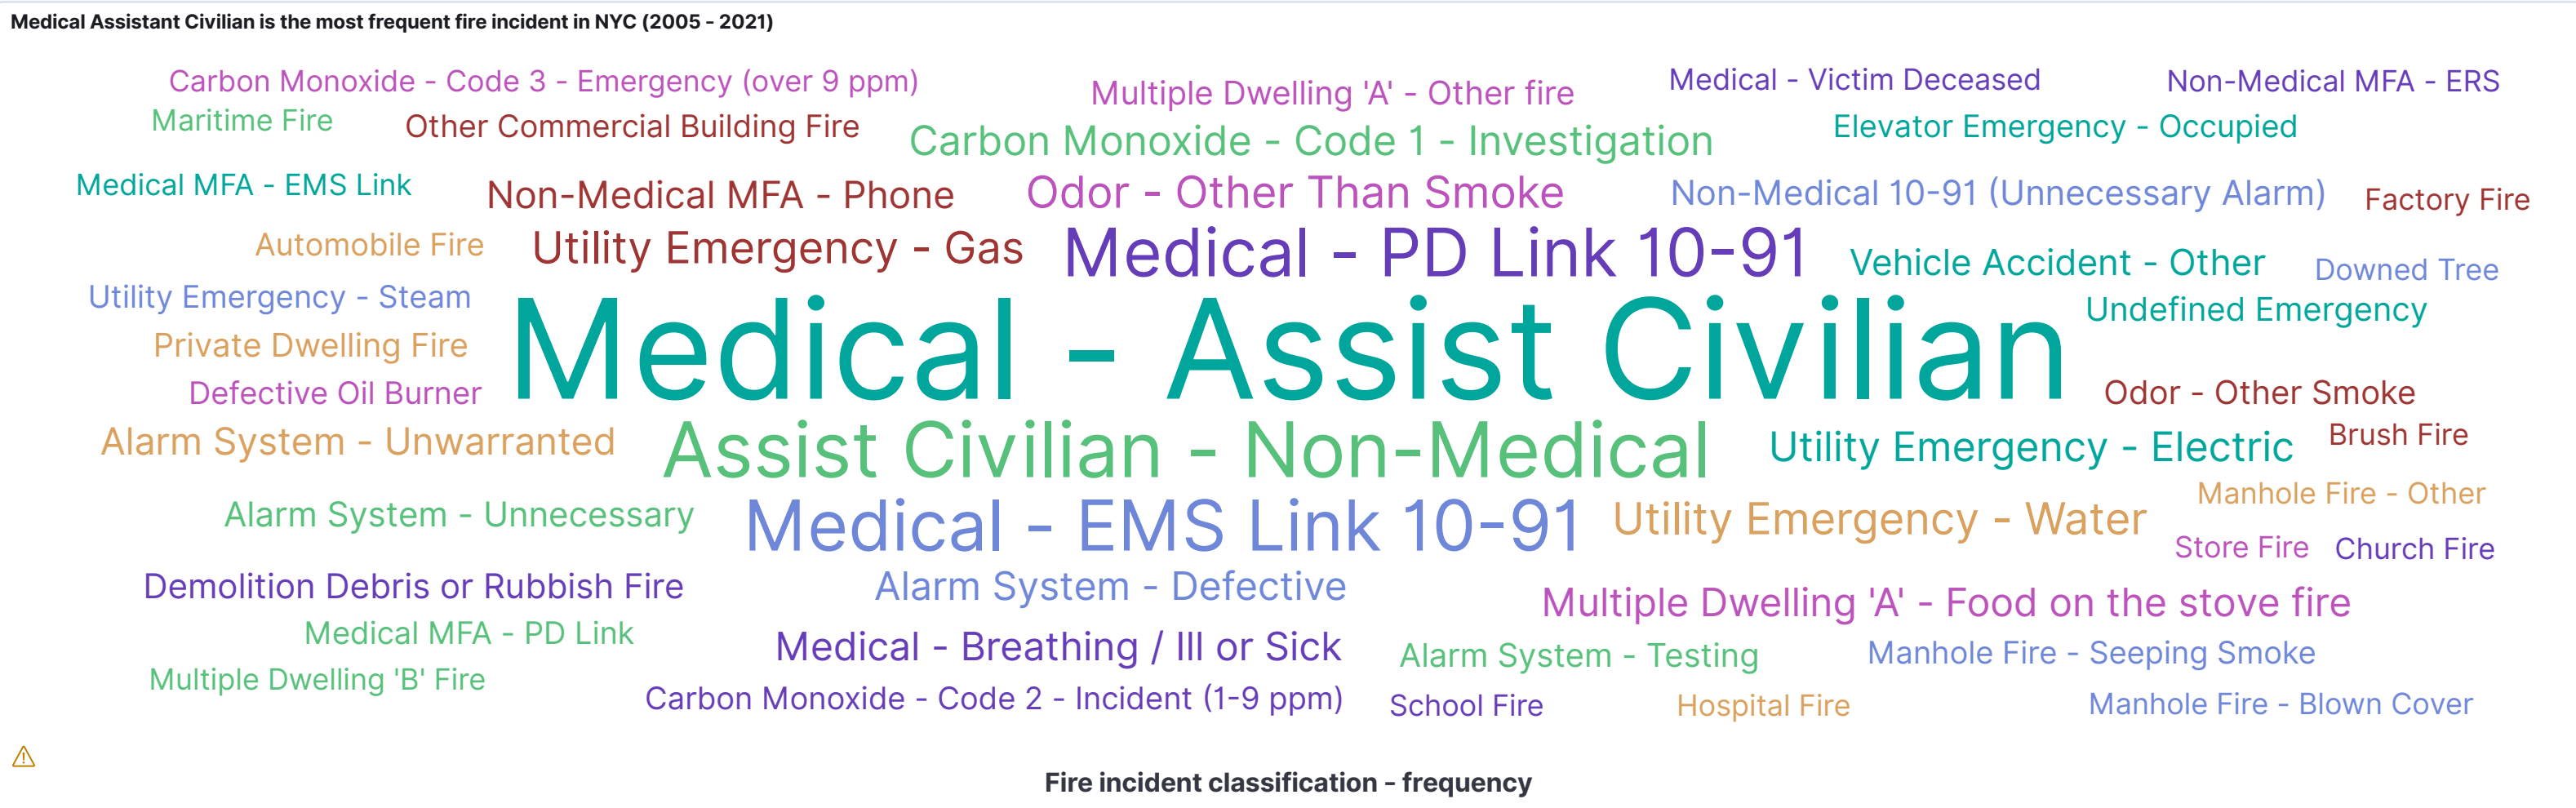 Medical Assistant Civilian is the most frequent fire incident in NYC (2005 - 2021)
Carbon Monoxide - Code 3 - Emergency (over 9 ppm)
Multiple Dwelling 'A' - Other fire
Medical - Victim Deceased
Non-Medical MFA - ERS
Maritime Fire
Other Commercial Building Fire
Carbon Monoxide - Code 1 - Investigation
Elevator Emergency - Occupied
Medical MFA - EMS Link
Non-Medical MFA - Phone
Odor - Other Than Smoke
Non-Medical 10-91 (Unnecessary Alarm)
Factory Fire
Automobile Fire
Utility Emergency - Gas
Medical - PD Link 10-91
Vehicle Accident - Other
Downed Tree
Utility Emergency - Steam
Undefined Emergency
Private Dwelling Fire
Medical - Assist Civilian
Defective Oil Burner
Odor - Other Smoke
Alarm System - Unwarranted
Assist Civilian - Non-Medical
Utility Emergency - Electric
Brush Fire
Manhole Fire - Other
Alarm System - Unnecessary
Medical - EMS Link 10-91
Utility Emergency - Water
Store Fire
Church Fire
Demolition Debris or Rubbish Fire
Alarm System - Defective
Multiple Dwelling 'A' - Food on the stove fire
Medical MFA - PD Link
Medical - Breathing / Ill or Sick
Alarm System - Testing
Manhole Fire - Seeping Smoke
Multiple Dwelling 'B' Fire
Carbon Monoxide - Code 2 - Incident (1-9 ppm)
School Fire
Hospital Fire
Manhole Fire - Blown Cover
Fire incident classification - frequency